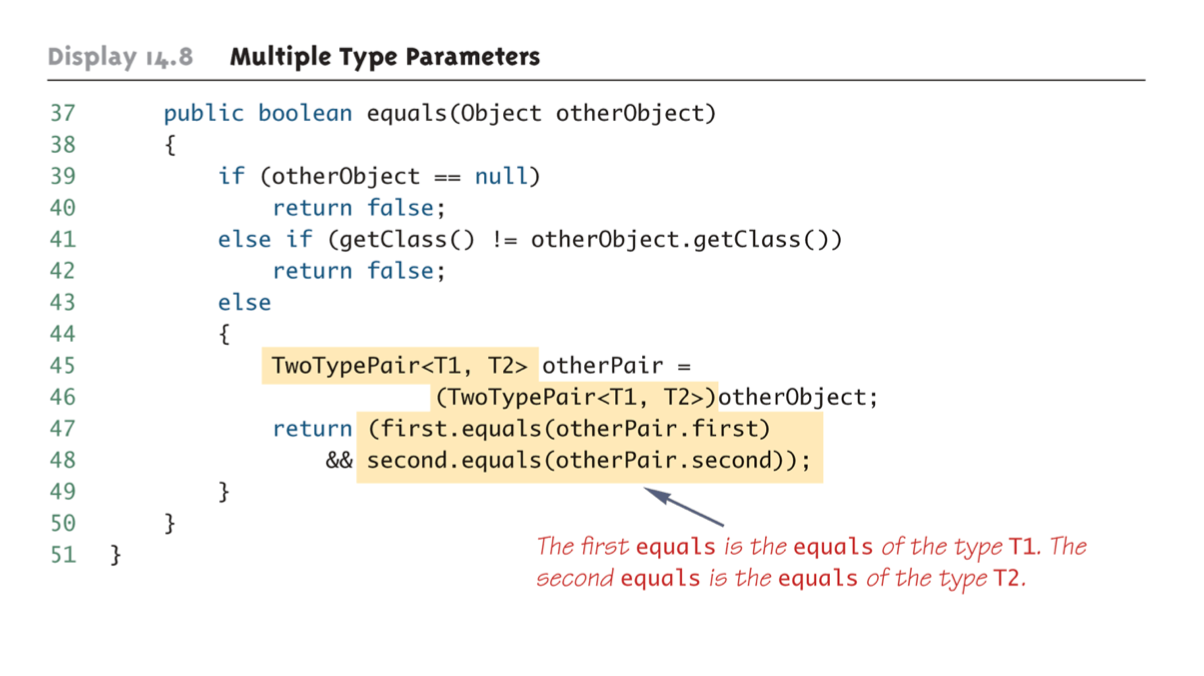 Display 14.8 Multiple Type Parameters
37 public boolean equals(Object otherObject)
38 {
39 if (otherObject == null)
40 return false;
41 else if (getClass() != otherObject.getClass())
42 return false;
43 else
44 {
45 TwoTypePair<T1, T2> otherPair =
46 (TwoTypePair<T1, T2>)otherObject;
47 return (first.equals(otherPair.first)
48 && second.equals(otherPair.second));
49 }
50 }
51 }
The first equals is the equals of the type T1. The
second equals is the equals of the type T2.